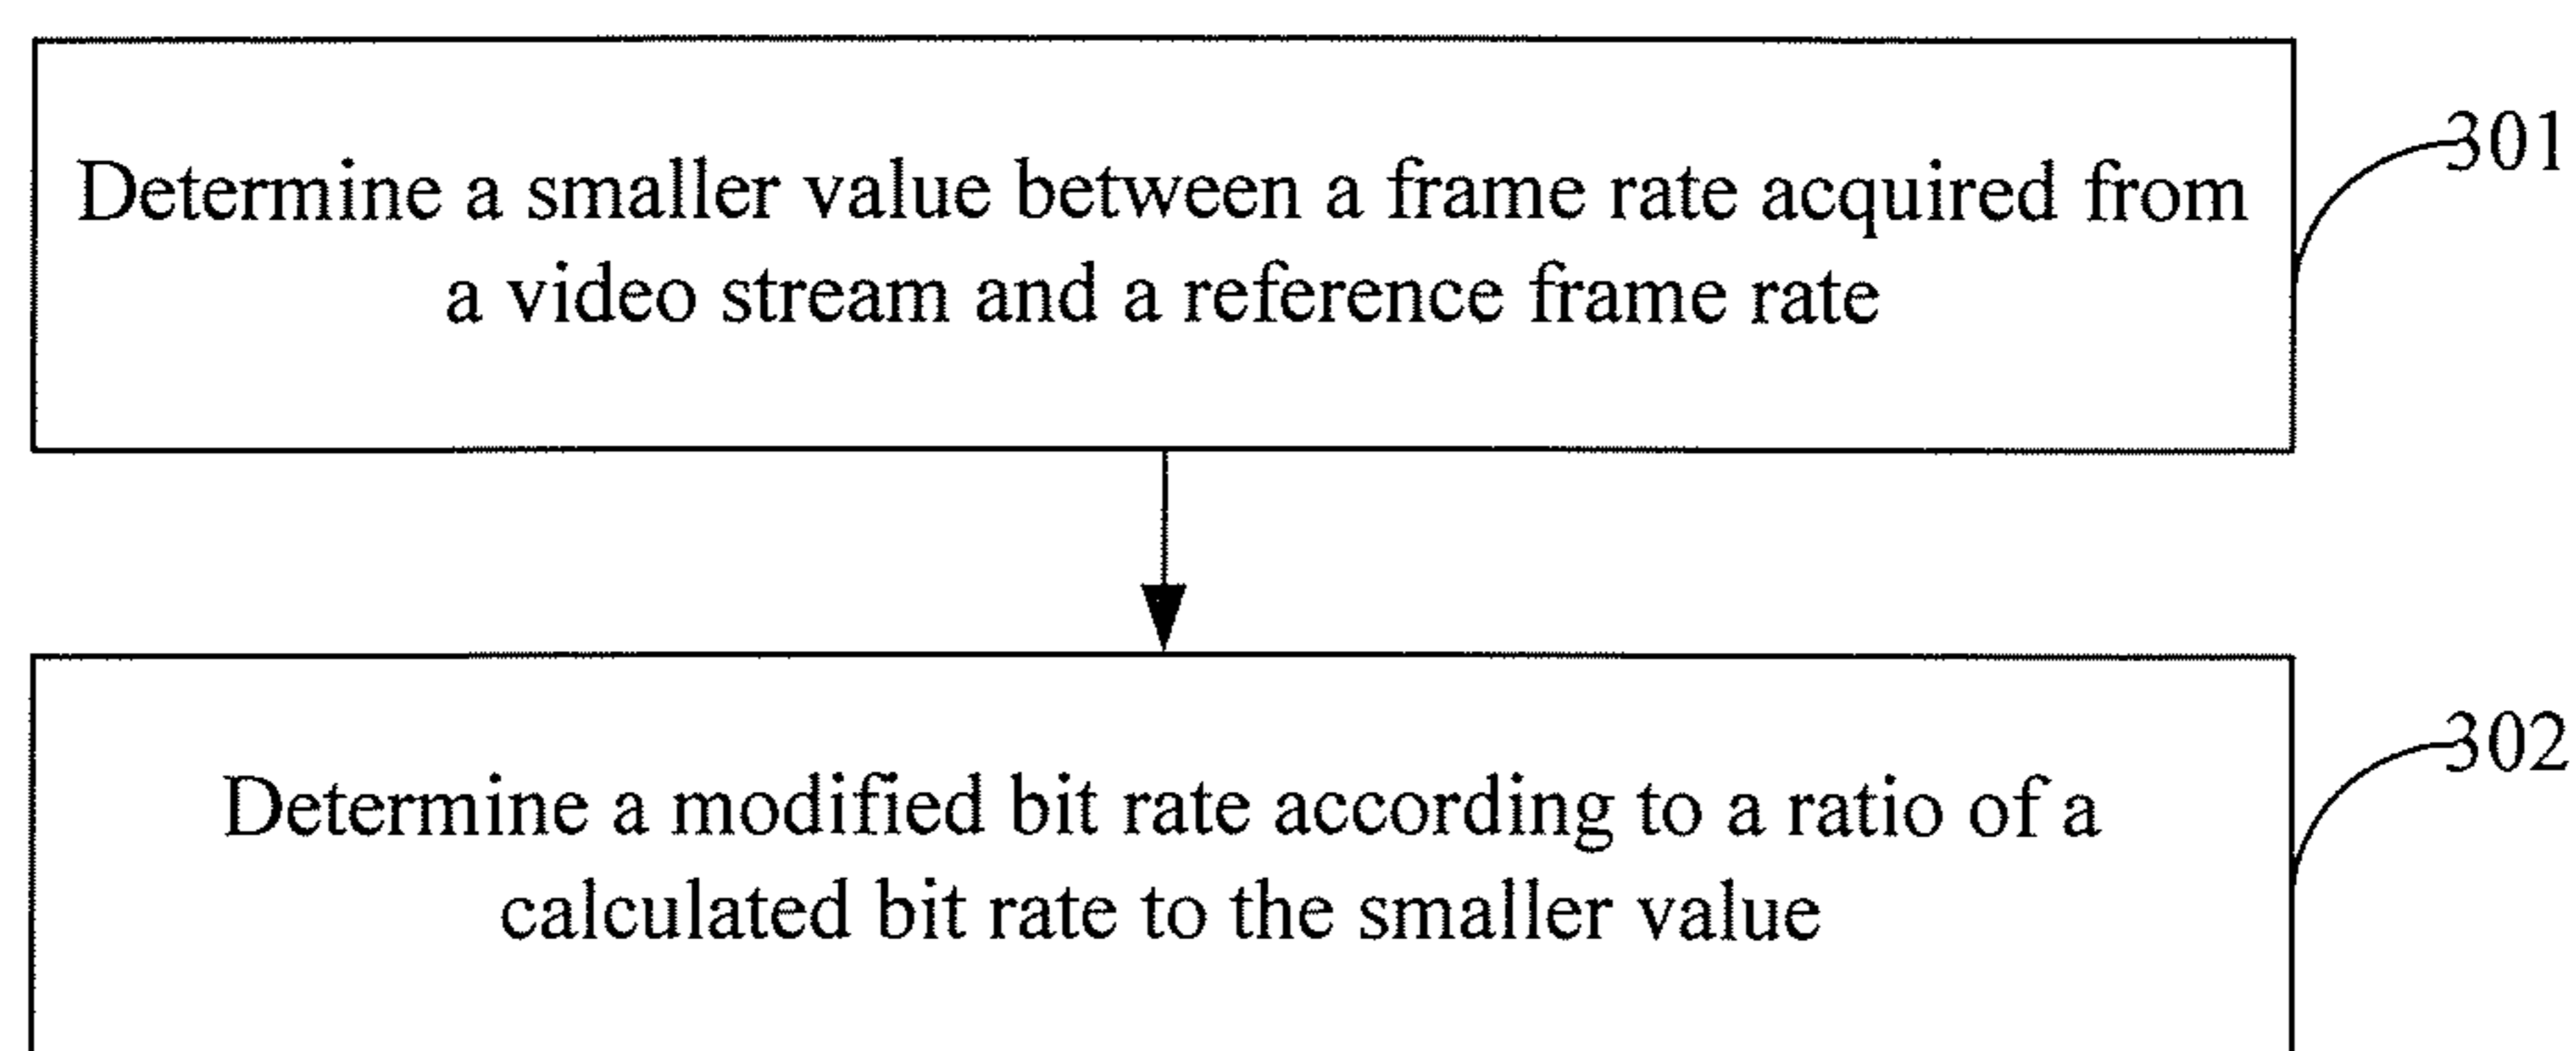 301
Determine a smaller value between a frame rate acquired from
a video stream and a reference frame rate
302
Determine a modified bit rate according to a ratio of a
calculated bit rate to the smaller value